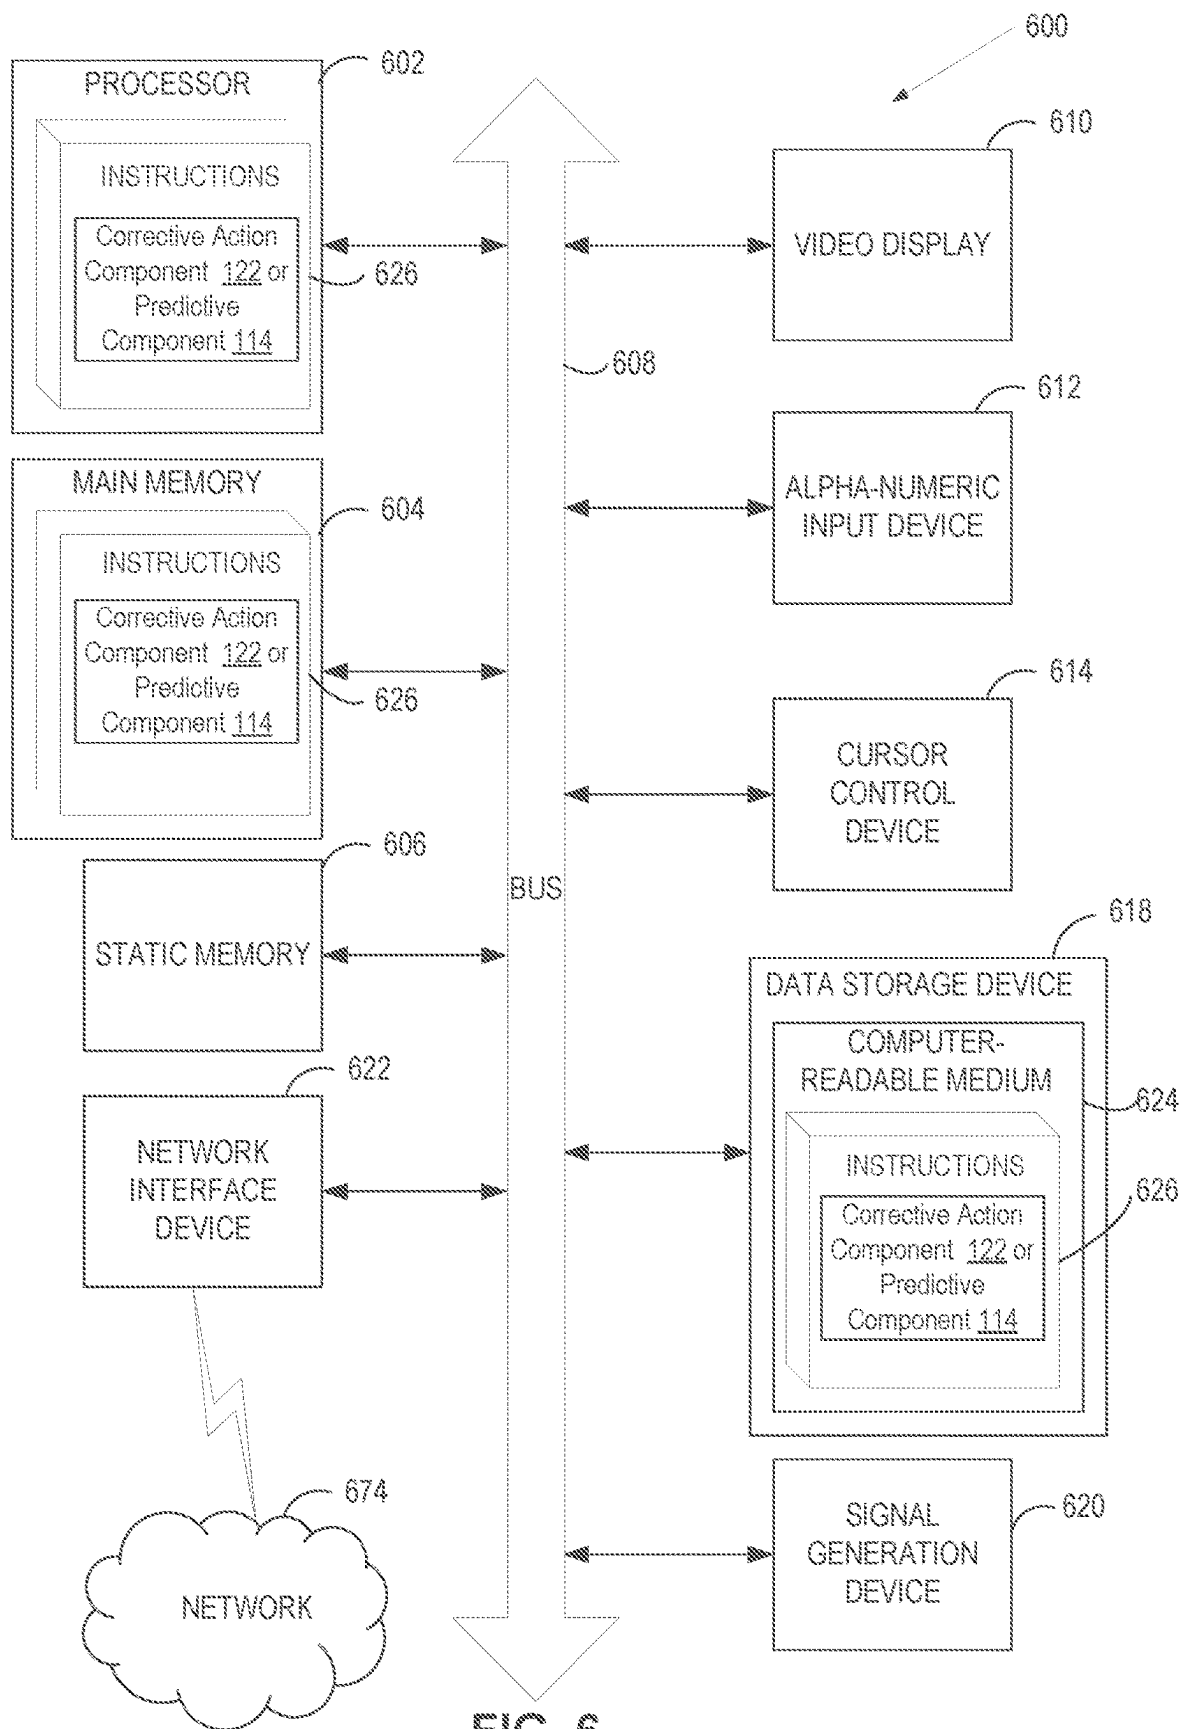 600
602
PROCESSOR
INSTRUCTIONS
Corrective Action
Component 122 or
Predictive
Component 114
626
MAIN MEMORY
604
INSTRUCTIONS
Corrective Action
Component 122 or
Predictive
Component 114
626
606
STATIC MEMORY
622
NETWORK
INTERFACE
DEVICE
674
NETWORK
608
BUS
610
VIDEO DISPLAY
612
ALPHA-NUMERIC
INPUT DEVICE
614
CURSOR
CONTROL
DEVICE
618
DATA STORAGE DEVICE
COMPUTER-
READABLE MEDIUM
624
INSTRUCTIONS
626
Corrective Action
Component 122 or
Predictive
Component 114
SIGNAL
GENERATION
DEVICE
620
FIG. 6